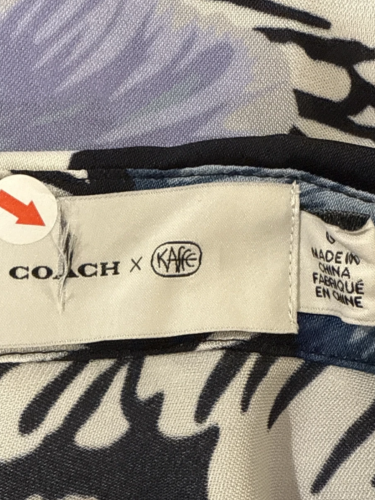 COACH × KAFFE
6
MADE IN
CHINA
FABRIQUÉ
EN CHINE